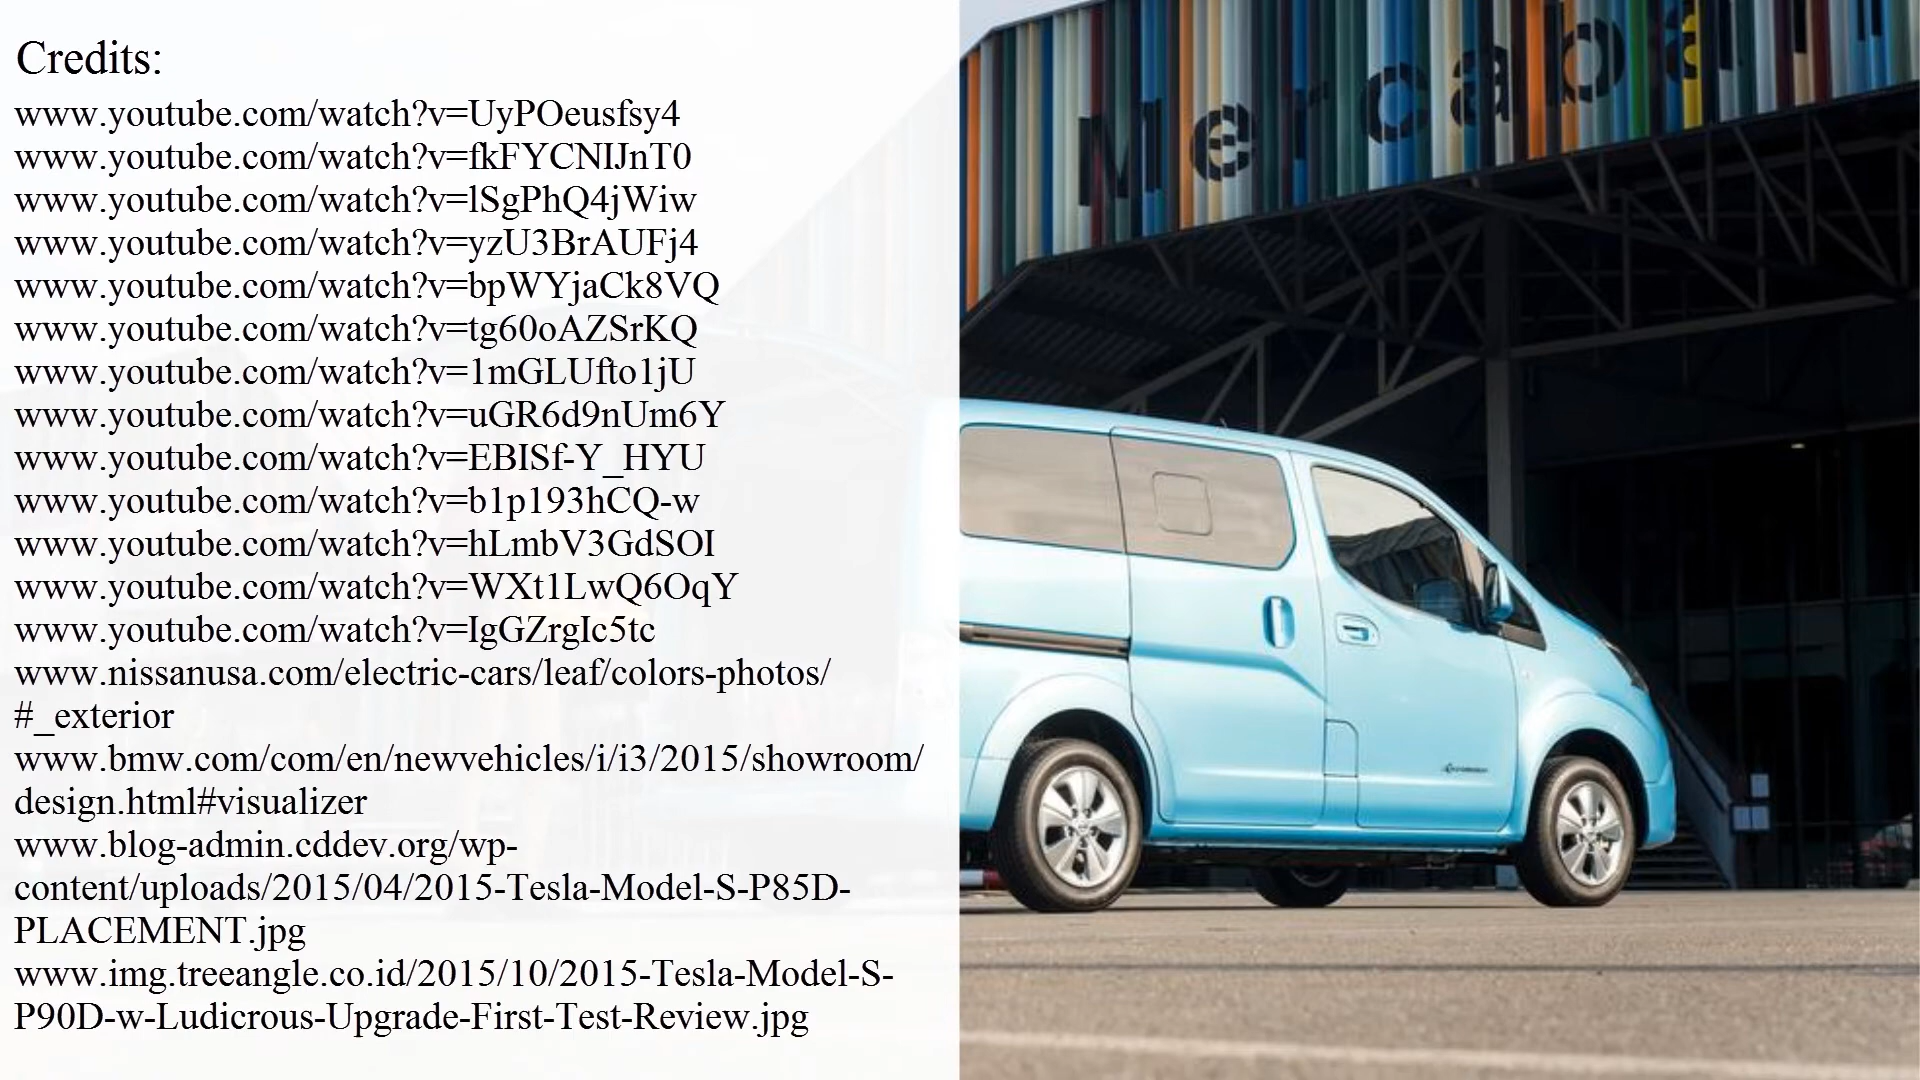 Credits:
www.youtube.com/watch?v=UyPOeusfsy4
www.youtube.com/watch?v=fkFYCNIJnT0
www.youtube.com/watch?v=lSgPhQ4jWiw
www.youtube.com/watch?v=yzU3BrAUFj4
www.youtube.com/watch?v=bpWYjaCk8VQ
www.youtube.com/watch?v=tg60oAZSrKQ
www.youtube.com/watch?v=1mGLUfto1jU
www.youtube.com/watch?v=uGR6d9nUm6Y
www.youtube.com/watch?v=EBISf-Y_HYU
www.youtube.com/watch?v=b1p193hCQ-w
www.youtube.com/watch?v=hLmbV3GdSOI
www.youtube.com/watch?v=WXt1LwQ6OqY
www.youtube.com/watch?v=IgGZrgIc5tc
www.nissanusa.com/electric-cars/leaf/colors-photos/
#_exterior
www.bmw.com/com/en/newvehicles/i/i3/2015/showroom/
design.html#visualizer
www.blog-admin.cddev.org/wp-
content/uploads/2015/04/2015-Tesla-Model-S-P85D-
PLACEMENT.jpg
www.img.treeangle.co.id/2015/10/2015-Tesla-Model-S-
P90D-w-Ludicrous-Upgrade-First-Test-Review.jpg